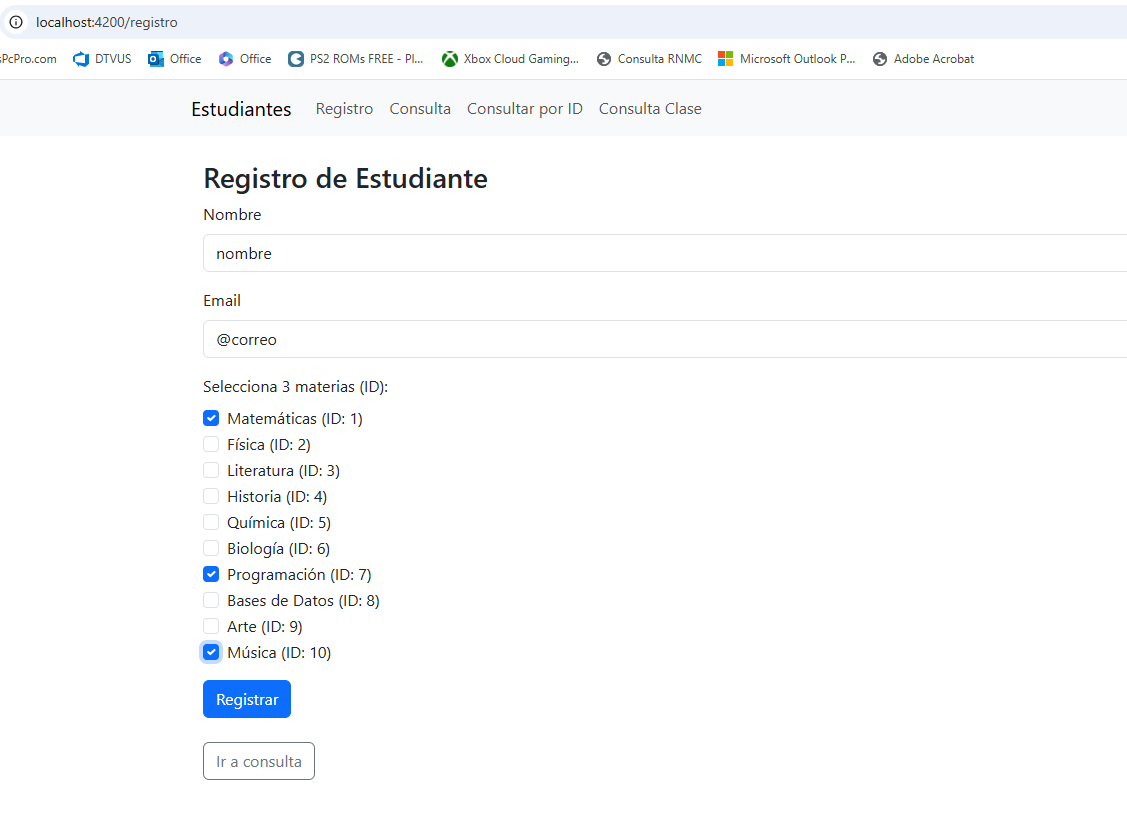 localhost:4200/registro
sPcPro.com DTVUS Office Office PS2 ROMs FREE - Pl... Xbox Cloud Gaming... Consulta RNMC Microsoft Outlook P... Adobe Acrobat
Estudiantes Registro Consulta Consultar por ID Consulta Clase
Registro de Estudiante
Nombre
nombre
Email
@correo
Selecciona 3 materias (ID):
Matemáticas (ID: 1)
Física (ID: 2)
Literatura (ID: 3)
Historia (ID: 4)
Química (ID: 5)
Biología (ID: 6)
Programación (ID: 7)
Bases de Datos (ID: 8)
Arte (ID: 9)
Música (ID: 10)
Registrar
Ir a consulta